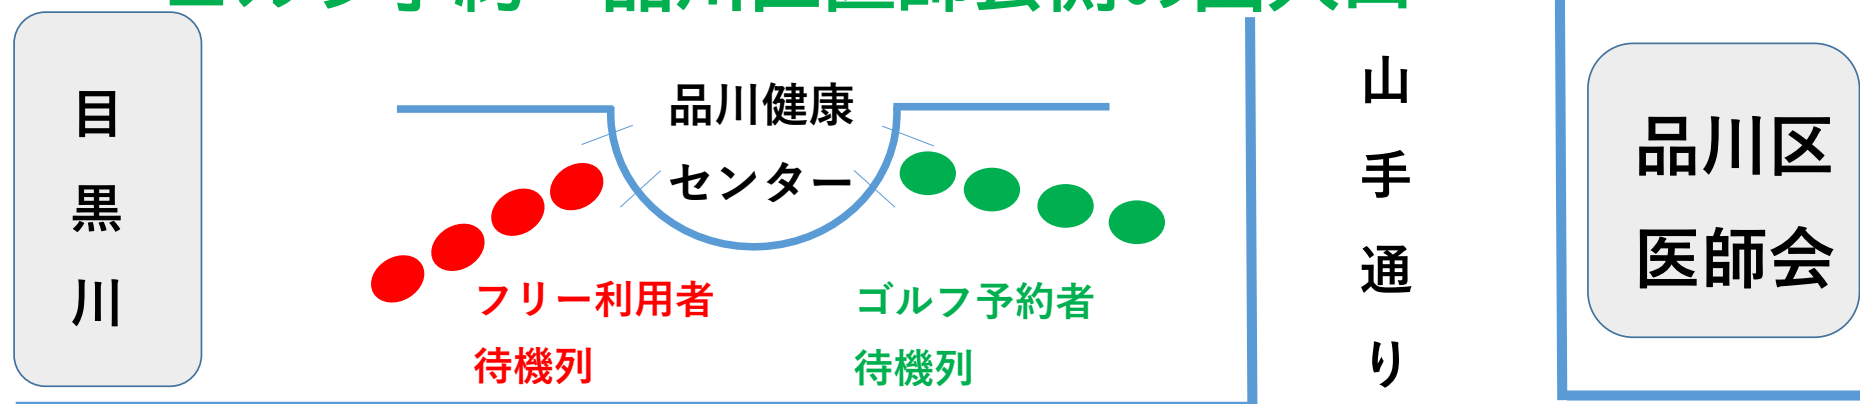 目黒川
品川健康
センター
フリー利用者
待機列
ゴルフ予約者
待機列
山手通り
品川区
医師会